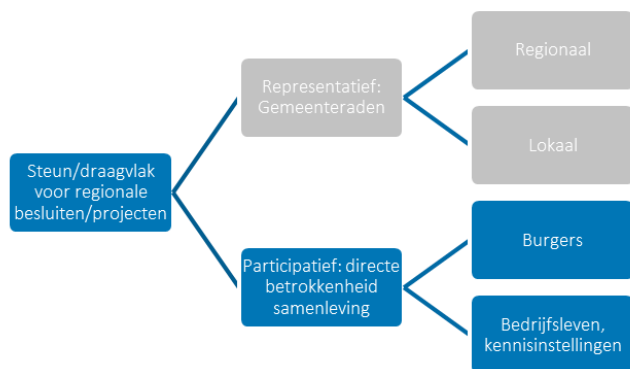 Steun/draagvlak
voor regionale
besluiten/projecten
Representatief:
Gemeenteraden
Regionaal
Lokaal
Participatief: directe
betrokkenheid
samenleving
Burgers
Bedrijfsleven,
kennisinstellingen